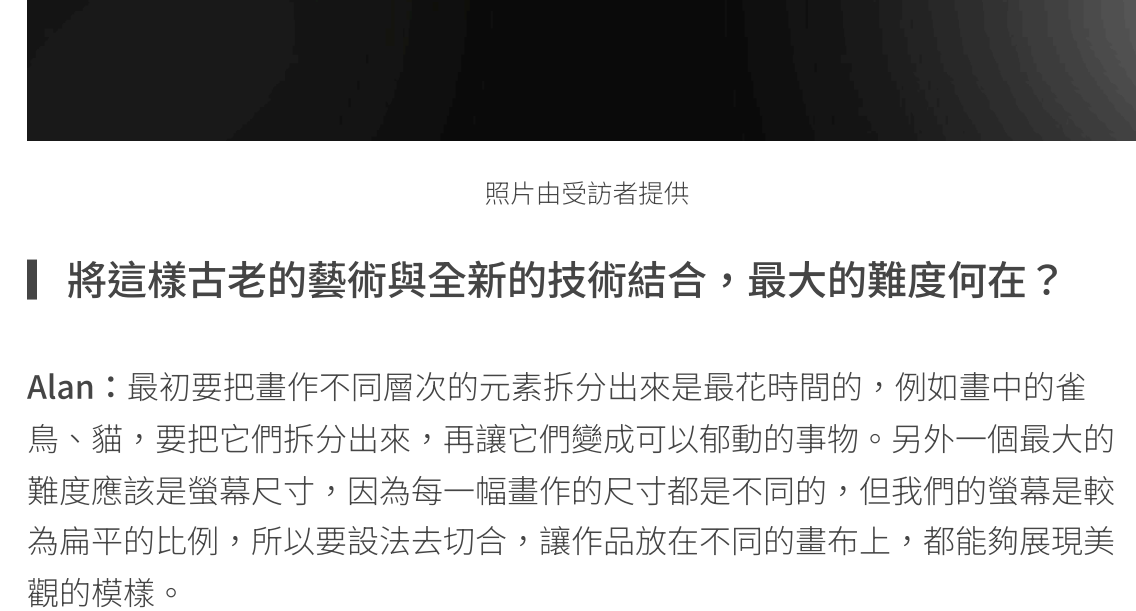 照片由受訪者提供
將這樣古老的藝術與全新的技術結合，最大的難度何在？
Alan：最初要把畫作不同層次的元素拆分出來是最花時間的，例如畫中的雀
鳥、貓，要把它們拆分出來，再讓它們變成可以郁動的事物。另外一個最大的
難度應該是螢幕尺寸，因為每一幅畫作的尺寸都是不同的，但我們的螢幕是較
為扁平的比例，所以要設法去切合，讓作品放在不同的畫布上，都能夠展現美
觀的模樣。